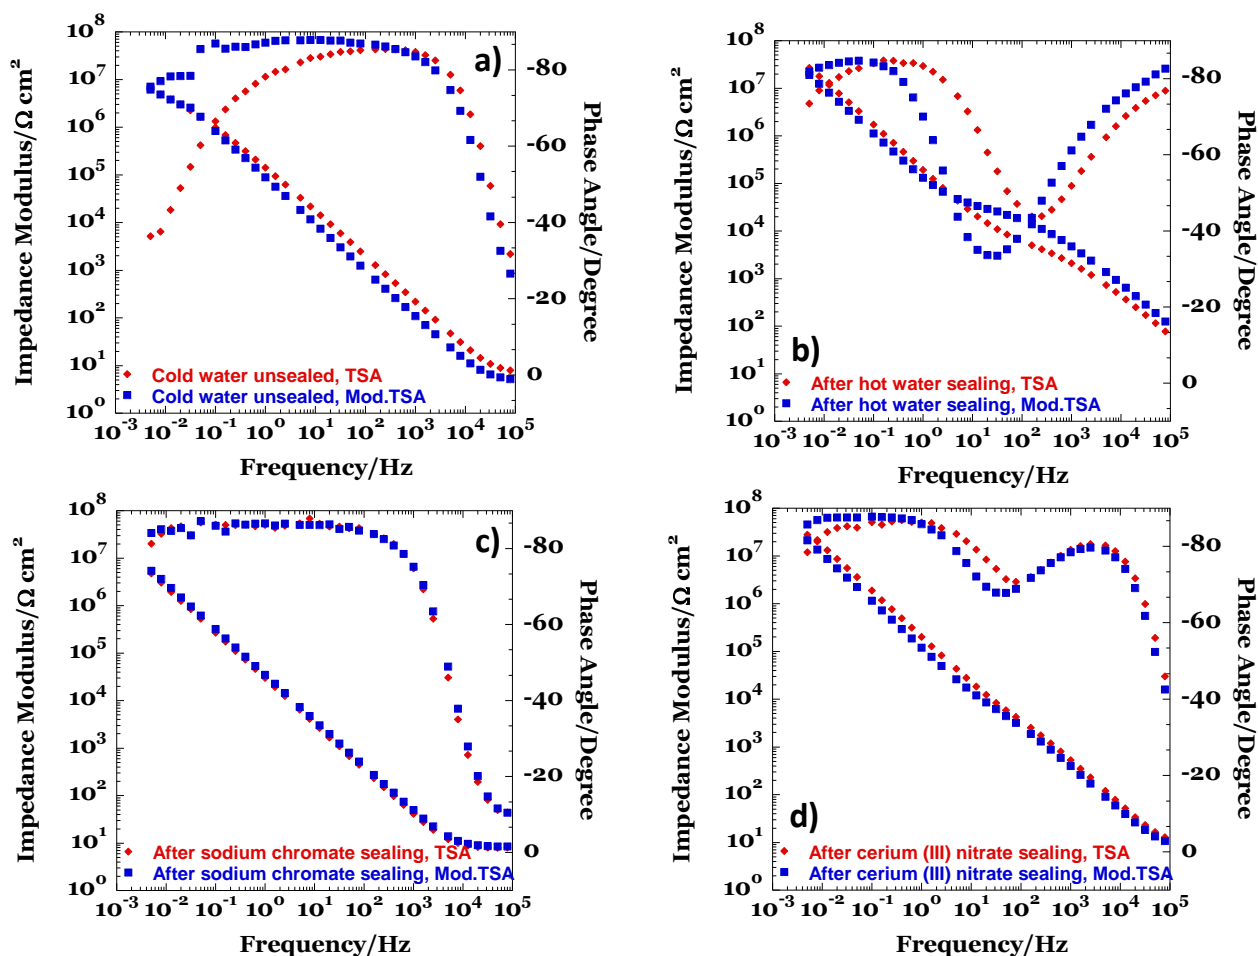 a)
10⁸
10⁷
10⁶
10⁵
10⁴
10³
10²
10¹
10⁰
Impedance Modulus/Ω cm²
-80
-60
-40
-20
0
Phase Angle/Degree
Cold water unsealed, TSA
Cold water unsealed, Mod.TSA
10⁻³ 10⁻² 10⁻¹ 10⁰ 10¹ 10² 10³ 10⁴ 10⁵
Frequency/Hz
b)
10⁸
10⁷
10⁶
10⁵
10⁴
10³
10²
10¹
10⁰
Impedance Modulus/Ω cm²
-80
-60
-40
-20
0
Phase Angle/Degree
After hot water sealing, TSA
After hot water sealing, Mod.TSA
10⁻³ 10⁻² 10⁻¹ 10⁰ 10¹ 10² 10³ 10⁴ 10⁵
Frequency/Hz
c)
10⁸
10⁷
10⁶
10⁵
10⁴
10³
10²
10¹
10⁰
Impedance Modulus/Ω cm²
-80
-60
-40
-20
0
Phase Angle/Degree
After sodium chromate sealing, TSA
After sodium chromate sealing, Mod.TSA
10⁻³ 10⁻² 10⁻¹ 10⁰ 10¹ 10² 10³ 10⁴ 10⁵
Frequency/Hz
d)
10⁸
10⁷
10⁶
10⁵
10⁴
10³
10²
10¹
10⁰
Impedance Modulus/Ω cm²
-80
-60
-40
-20
0
Phase Angle/Degree
After cerium (III) nitrate sealing, TSA
After cerium (III) nitrate sealing, Mod.TSA
10⁻³ 10⁻² 10⁻¹ 10⁰ 10¹ 10² 10³ 10⁴ 10⁵
Frequency/Hz